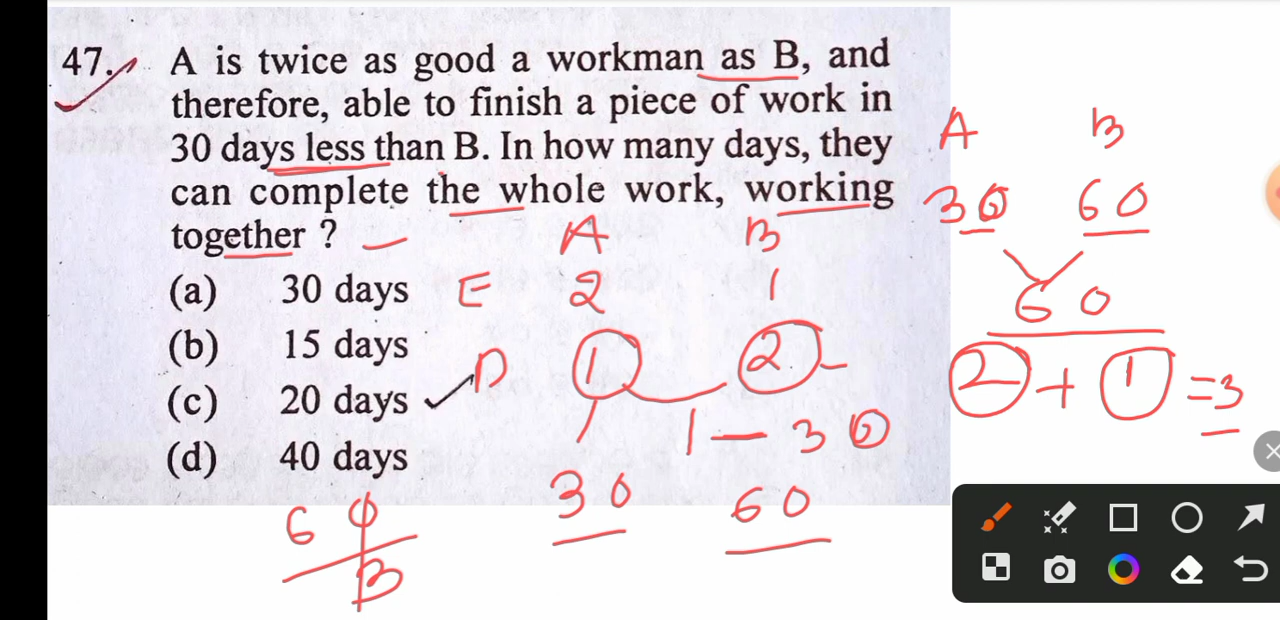 47. A is twice as good a workman as B, and
therefore, able to finish a piece of work in
30 days less than B. In how many days, they
can complete the whole work, working
together ?
(a) 30 days
(b) 15 days
(c) 20 days
(d) 40 days
A B
E 2 1
D 1 2
1 — 30
30 60
60
3
A B
30 60
60
2 + 1 = 3